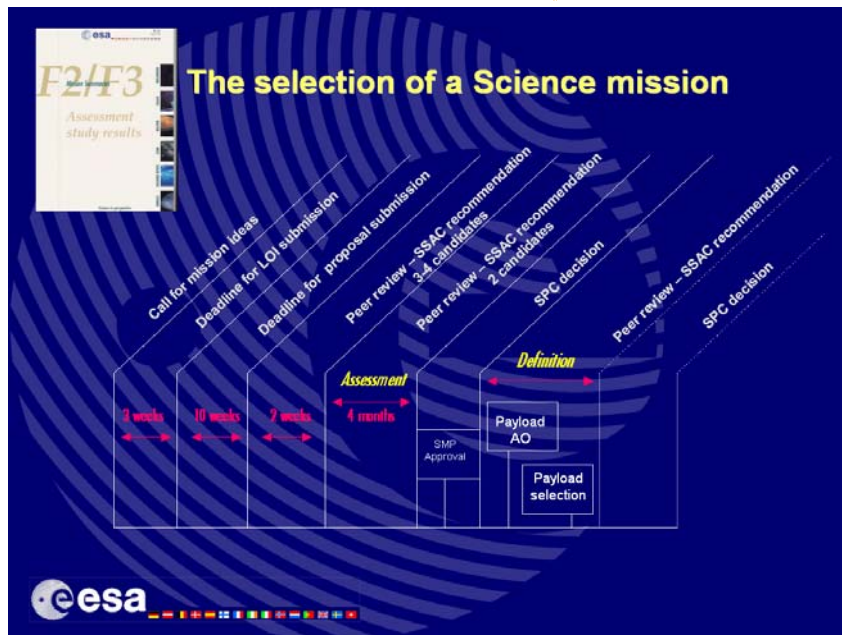 esa
F2/F3
Assessment
study results
The selection of a Science mission
Call for mission ideas
Deadline for LOI submission
Deadline for proposal submission
Peer review – SSAC recommendation
3-4 candidates
Peer review – SSAC recommendation
2 candidates
SPC decision
Peer review – SSAC recommendation
SPC decision
Assessment
Definition
3 weeks
10 weeks
2 weeks
4 months
SMP
Approval
Payload
AO
Payload
selection
esa